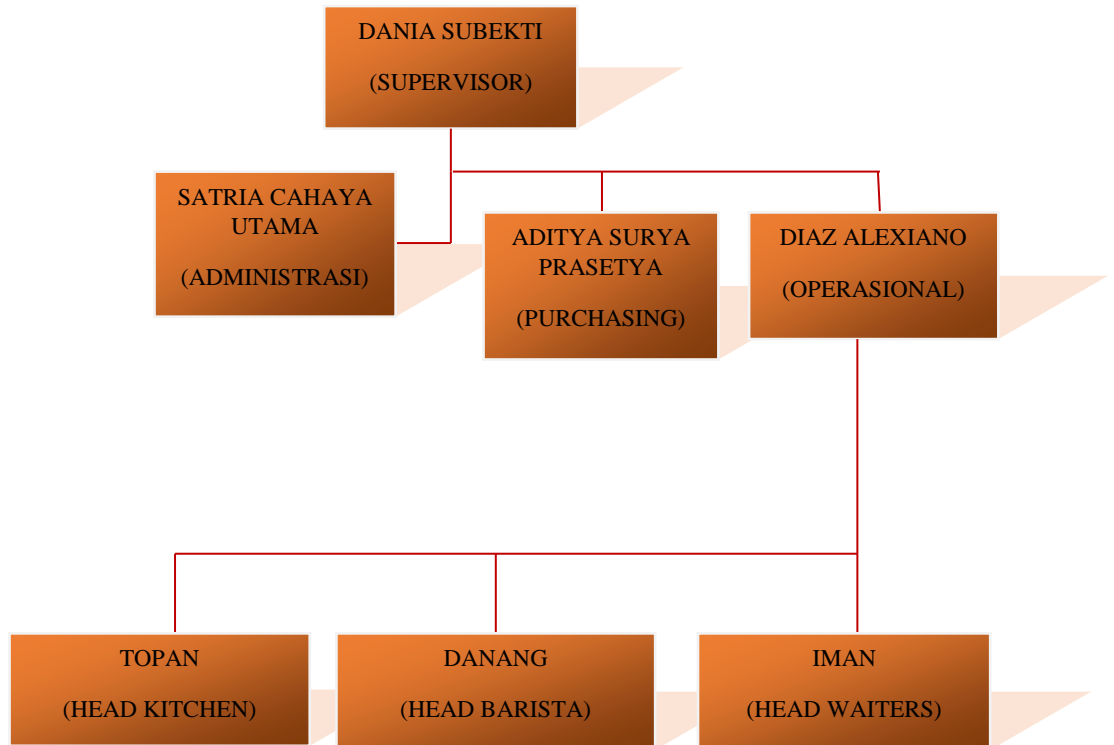 DANIA SUBEKTI
(SUPERVISOR)
SATRIA CAHAYA
UTAMA
(ADMINISTRASI)
ADITYA SURYA
PRASETYA
(PURCHASING)
DIAZ ALEXIANO
(OPERASIONAL)
TOPAN
(HEAD KITCHEN)
DANANG
(HEAD BARISTA)
IMAN
(HEAD WAITERS)